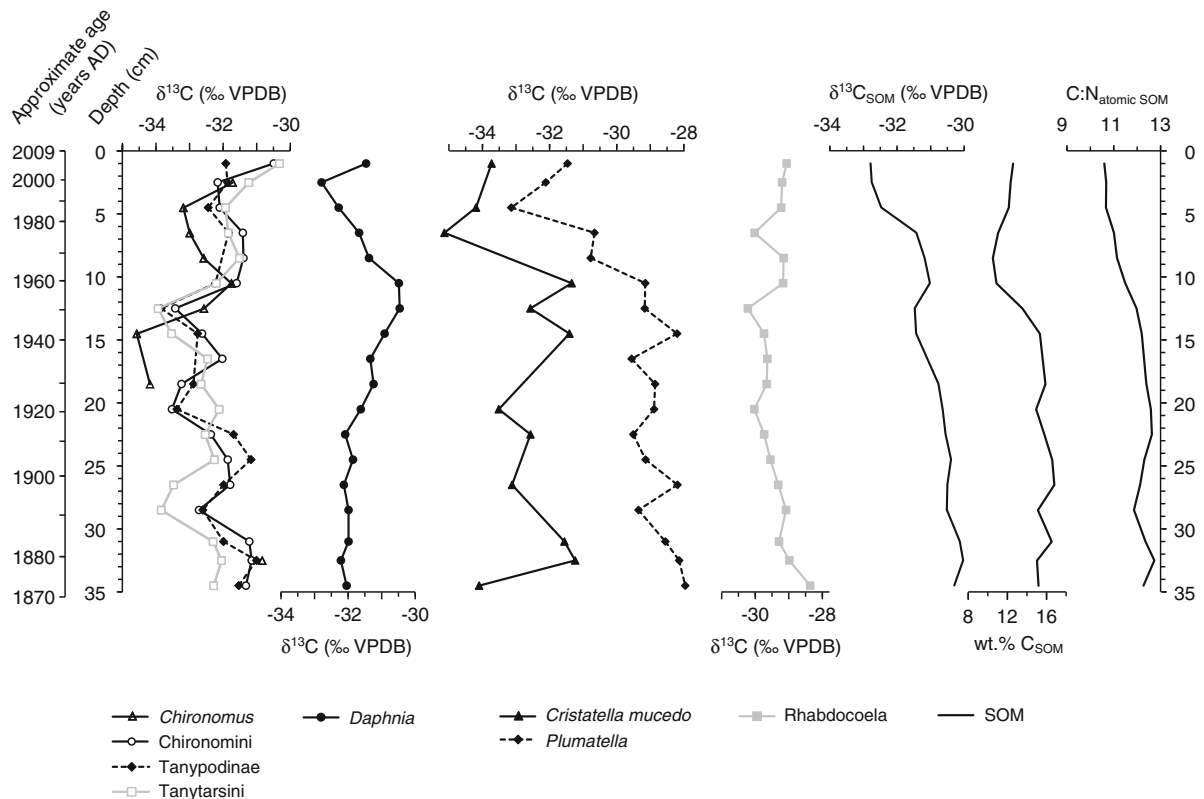 Approximate age
(years AD)
Depth (cm)
δ¹³C (‰ VPDB)
δ¹³C (‰ VPDB)
δ¹³C_SOM (‰ VPDB)
C:N_atomic SOM
-34 -32 -30
-34 -32 -30 -28
-34 -32 -30
9 11 13
2009
2000
1980
1960
1940
1920
1900
1880
1870
0
5
10
15
20
25
30
35
0
5
10
15
20
25
30
35
-34 -32 -30
δ¹³C (‰ VPDB)
-30 -28
δ¹³C (‰ VPDB)
8 12 16
wt.% C_SOM
Chironomus
Chironomini
Tanypodinae
Tanytarsini
Daphnia
Cristatella mucedo
Plumatella
Rhabdocoela
SOM